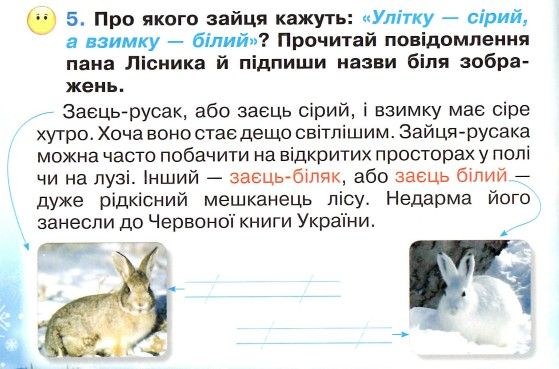 5. Про якого зайця кажуть: «Улітку — сірий,
а взимку — білий»? Прочитай повідомлення
пана Лісника й підпиши назви біля зобра-
жень.
Заєць-русак, або заєць сірий, і взимку має сіре
хутро. Хоча воно стає дещо світлішим. Зайця-русака
можна часто побачити на відкритих просторах у полі
чи на лузі. Інший — заєць-біляк, або заєць білий —
дуже рідкісний мешканець лісу. Недарма його
занесли до Червоної книги України.